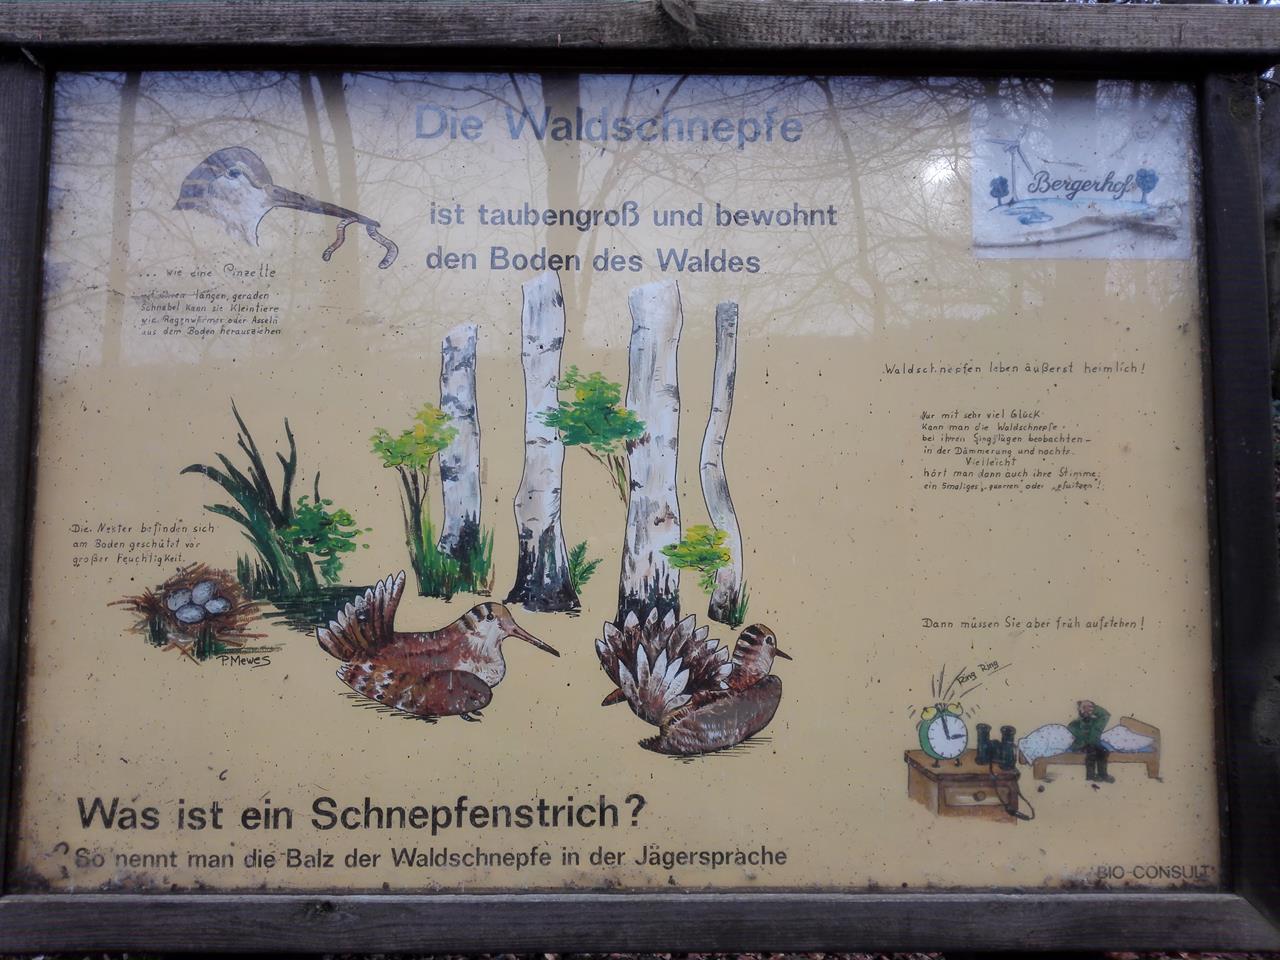 Die Waldschnepfe
ist taubengroß und bewohnt
den Boden des Waldes
Bergerhof
... wie eine Pinzette
langen, geraden
Schnabel kann sie Kleintiere
wie Regenwürmer oder Asseln
aus dem Boden herausziehen
Waldschnepfen leben äußerst heimlich!
Nur mit sehr viel Glück
kann man die Waldschnepfe
bei ihren Singflügen beobachten -
in der Dämmerung und nachts.
Vielleicht
hört man dann auch ihre Stimme:
ein 5maliges "quorren" oder "pfuitzen"!
Die Nester befinden sich
am Boden geschützt vor
großer Feuchtigkeit.
P. Mewes
Dann müssen Sie aber früh aufstehen!
Ring Ring
Was ist ein Schnepfenstrich?
So nennt man die Balz der Waldschnepfe in der Jägersprache
BIO-CONSULT